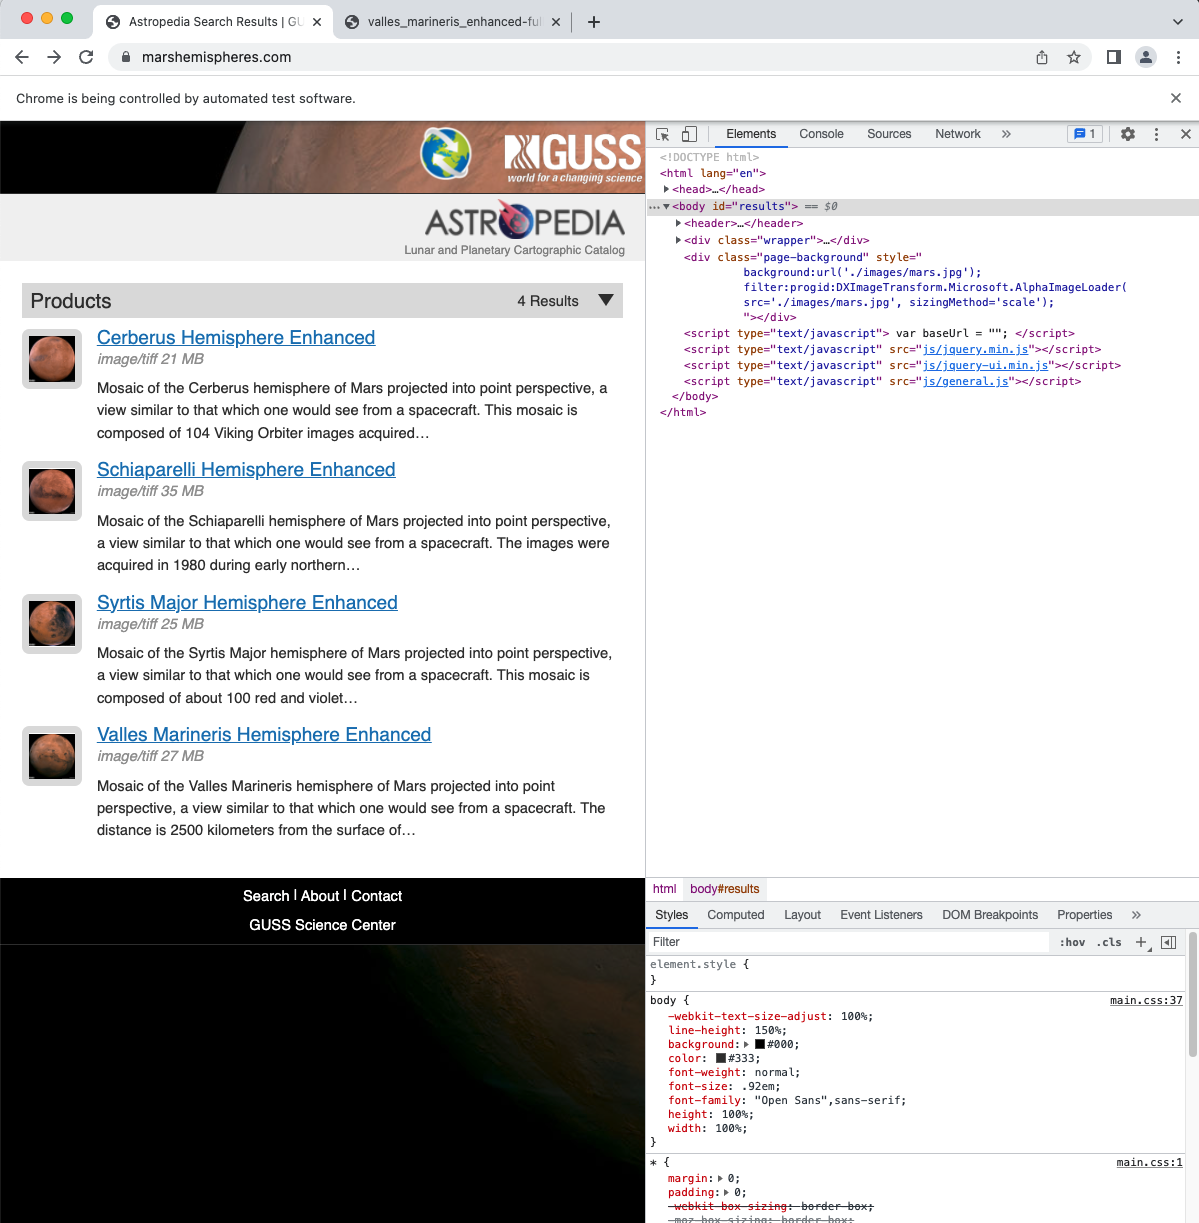 Astropedia Search Results | GU
valles_marineris_enhanced-ful
marshemispheres.com
Chrome is being controlled by automated test software.
GUSS
world for a changing science
ASTROPEDIA
Lunar and Planetary Cartographic Catalog
Products
4 Results
Cerberus Hemisphere Enhanced
image/tiff 21 MB
Mosaic of the Cerberus hemisphere of Mars projected into point perspective, a
view similar to that which one would see from a spacecraft. This mosaic is
composed of 104 Viking Orbiter images acquired…
Schiaparelli Hemisphere Enhanced
image/tiff 35 MB
Mosaic of the Schiaparelli hemisphere of Mars projected into point perspective,
a view similar to that which one would see from a spacecraft. The images were
acquired in 1980 during early northern…
Syrtis Major Hemisphere Enhanced
image/tiff 25 MB
Mosaic of the Syrtis Major hemisphere of Mars projected into point perspective,
a view similar to that which one would see from a spacecraft. This mosaic is
composed of about 100 red and violet…
Valles Marineris Hemisphere Enhanced
image/tiff 27 MB
Mosaic of the Valles Marineris hemisphere of Mars projected into point
perspective, a view similar to that which one would see from a spacecraft. The
distance is 2500 kilometers from the surface of…
Search | About | Contact
GUSS Science Center
Elements Console Sources Network » 1
<!DOCTYPE html>
<html lang="en">
<head>…</head>
<body id="results"> == $0
<header>…</header>
<div class="wrapper">…</div>
<div class="page-background" style="
background:url('./images/mars.jpg');
filter:progid:DXImageTransform.Microsoft.AlphaImageLoader(
src='./images/mars.jpg', sizingMethod='scale');
"></div>
<script type="text/javascript"> var baseUrl = ""; </script>
<script type="text/javascript" src="js/jquery.min.js"></script>
<script type="text/javascript" src="js/jquery-ui.min.js"></script>
<script type="text/javascript" src="js/general.js"></script>
</body>
</html>
html body#results
Styles Computed Layout Event Listeners DOM Breakpoints Properties »
Filter :hov .cls +
element.style {
}
body { main.css:37
-webkit-text-size-adjust: 100%;
line-height: 150%;
background: #000;
color: #333;
font-weight: normal;
font-size: .92em;
font-family: "Open Sans",sans-serif;
height: 100%;
width: 100%;
}
* { main.css:1
margin: 0;
padding: 0;
-webkit-box-sizing: border-box;
-moz-box-sizing: border-box;